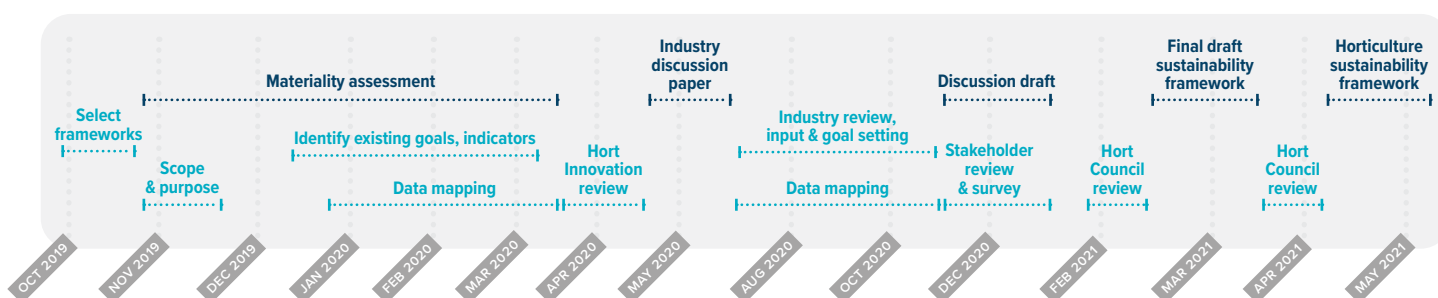 Materiality assessment
Industry
discussion
paper
Discussion draft
Final draft
sustainability
framework
Horticulture
sustainability
framework
Select
frameworks
Scope
& purpose
Identify existing goals, indicators
Data mapping
Hort
Innovation
review
Industry review,
input & goal setting
Data mapping
Stakeholder
review
& survey
Hort
Council
review
Hort
Council
review
OCT 2019
NOV 2019
DEC 2019
JAN 2020
FEB 2020
MAR 2020
APR 2020
MAY 2020
AUG 2020
OCT 2020
DEC 2020
FEB 2021
MAR 2021
APR 2021
MAY 2021